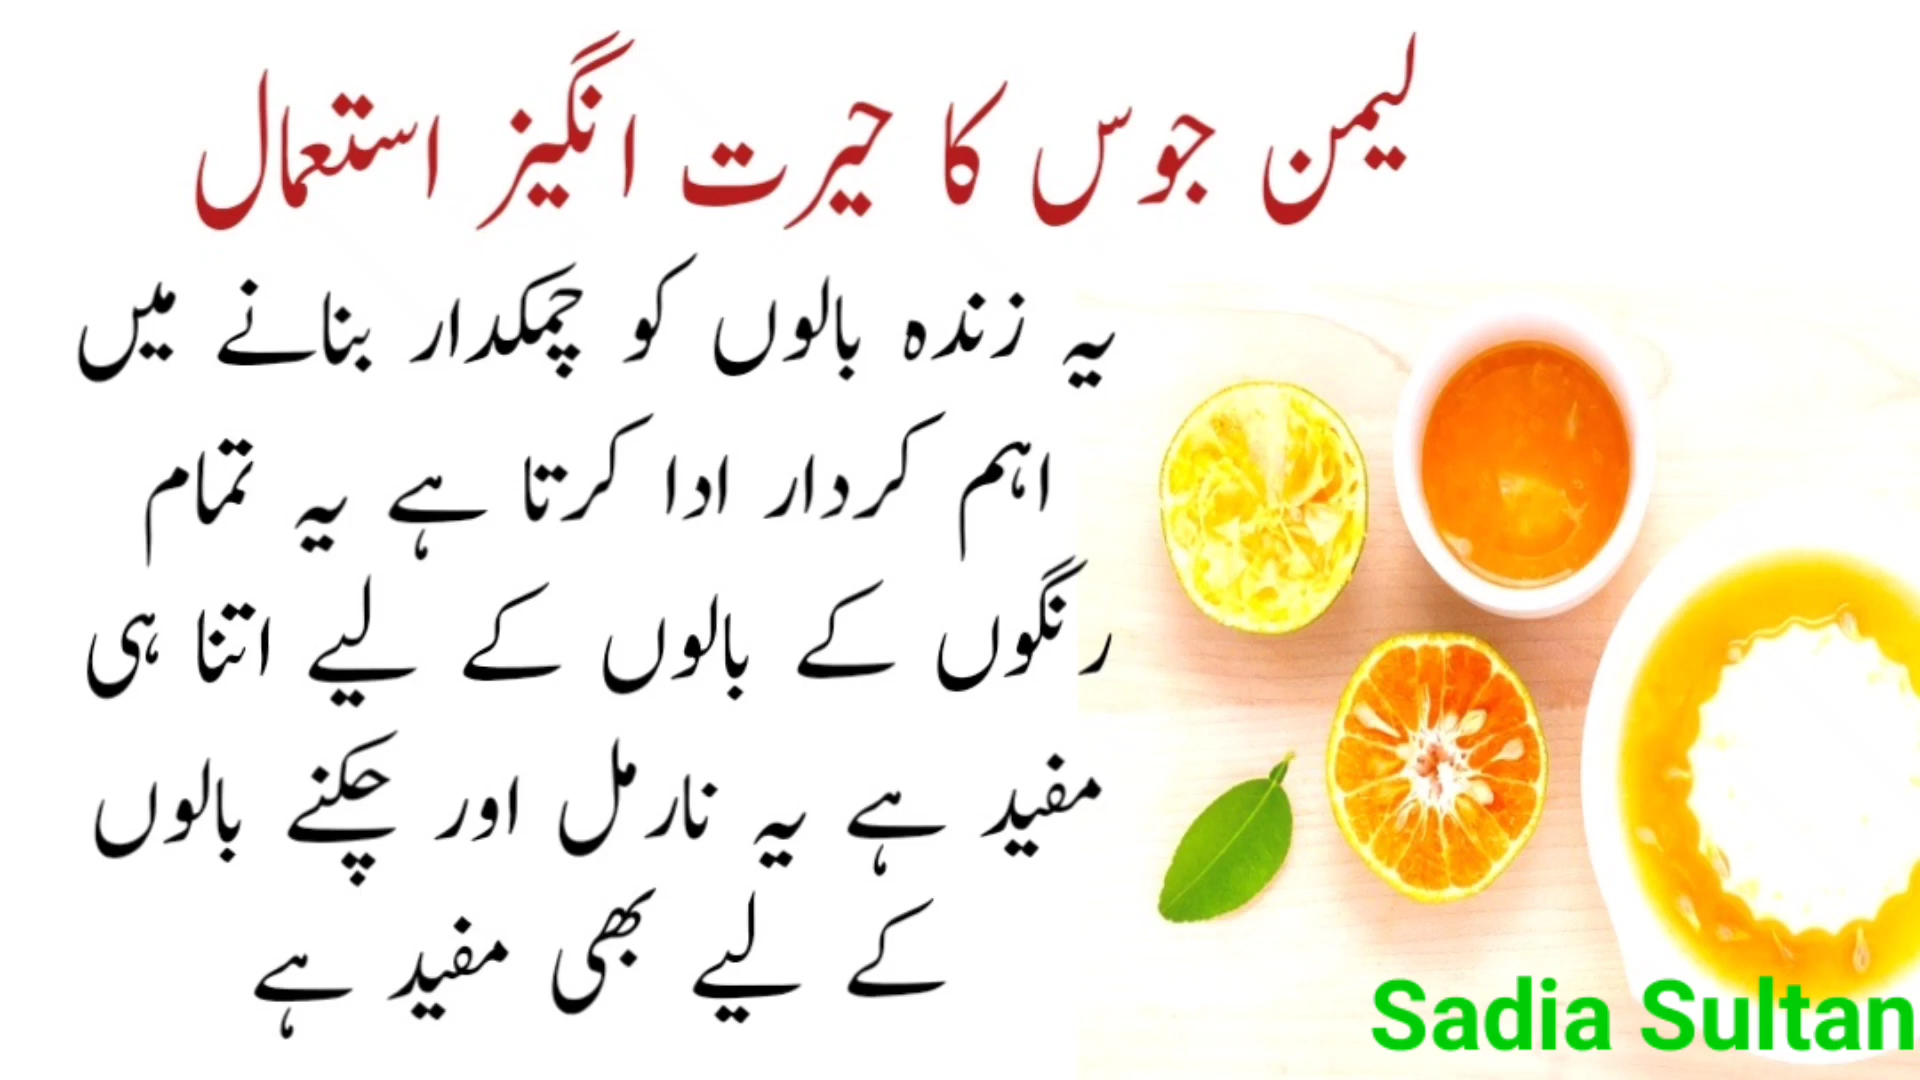 لیمن جوس کا حیرت انگیز استعمال
یہ زندہ بالوں کو چمکدار بنانے میں
اہم کردار ادا کرتا ہے یہ تمام
رنگوں کے بالوں کے لیے اتنا ہی
مفید ہے یہ نارمل اور چکنے بالوں
کے لیے بھی مفید ہے
Sadia Sultan